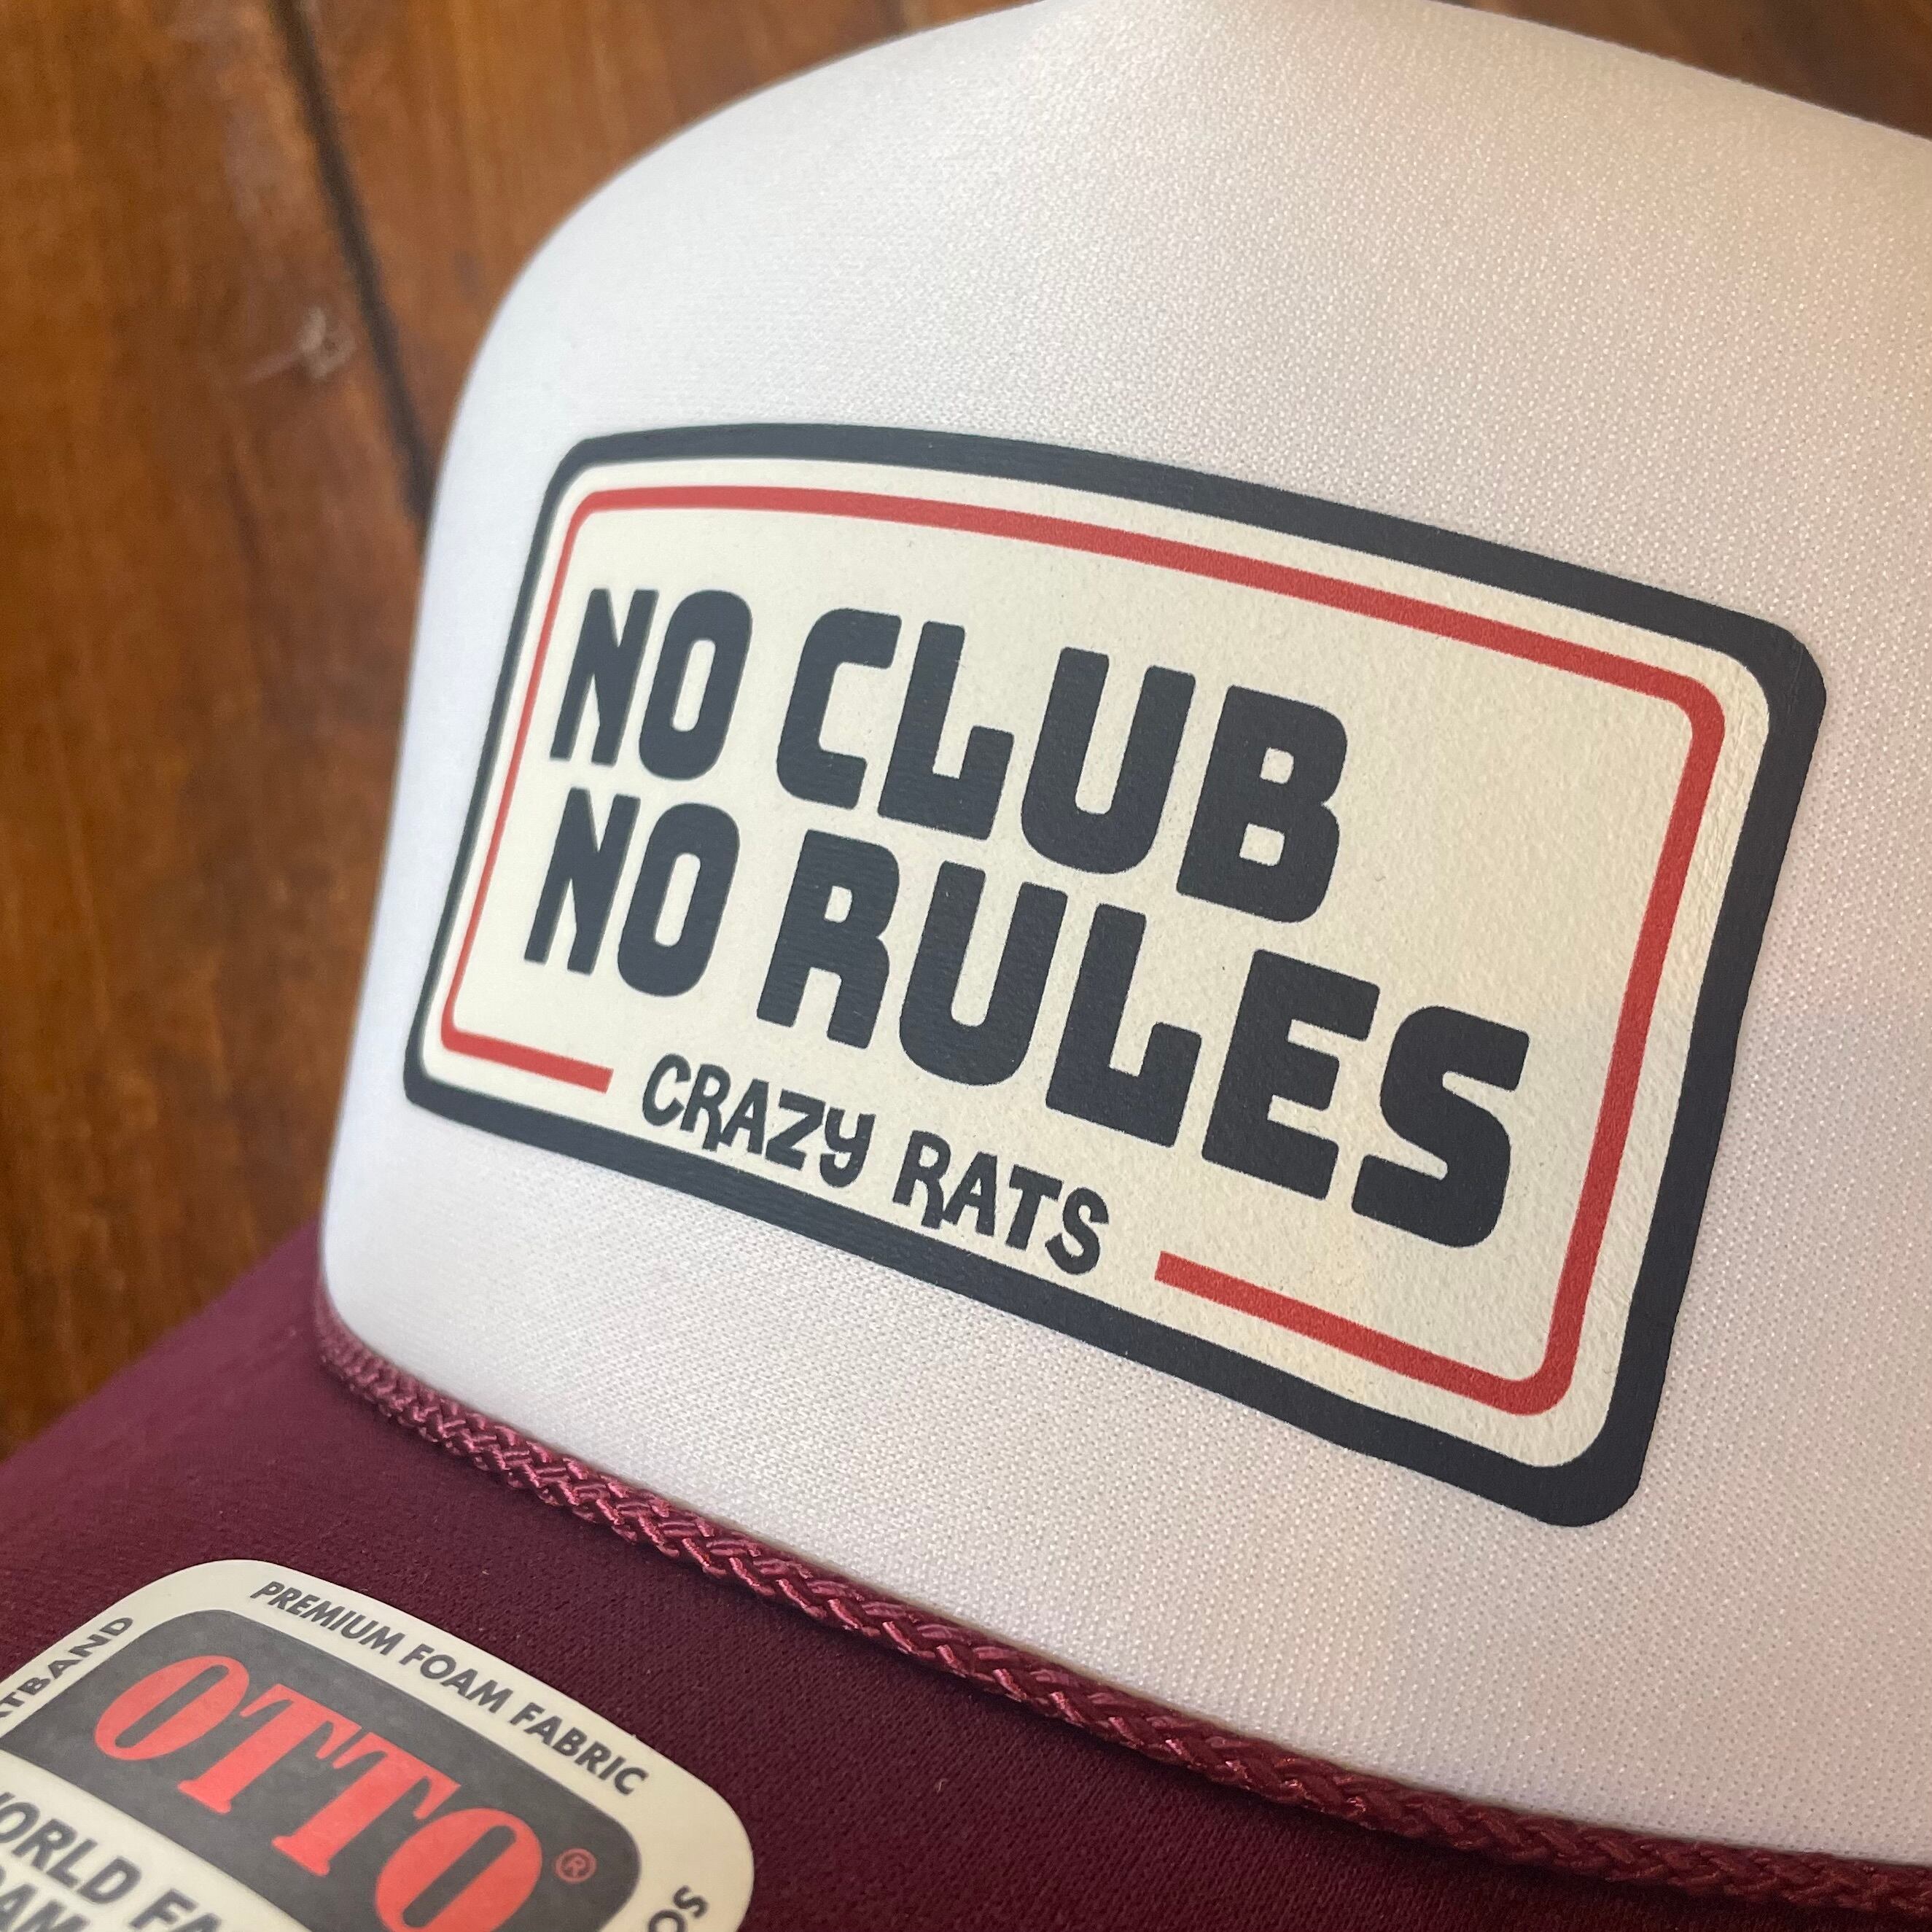 NO CLUB
NO RULES
CRAZY RATS
PREMIUM FOAM FABRIC
OTTO®